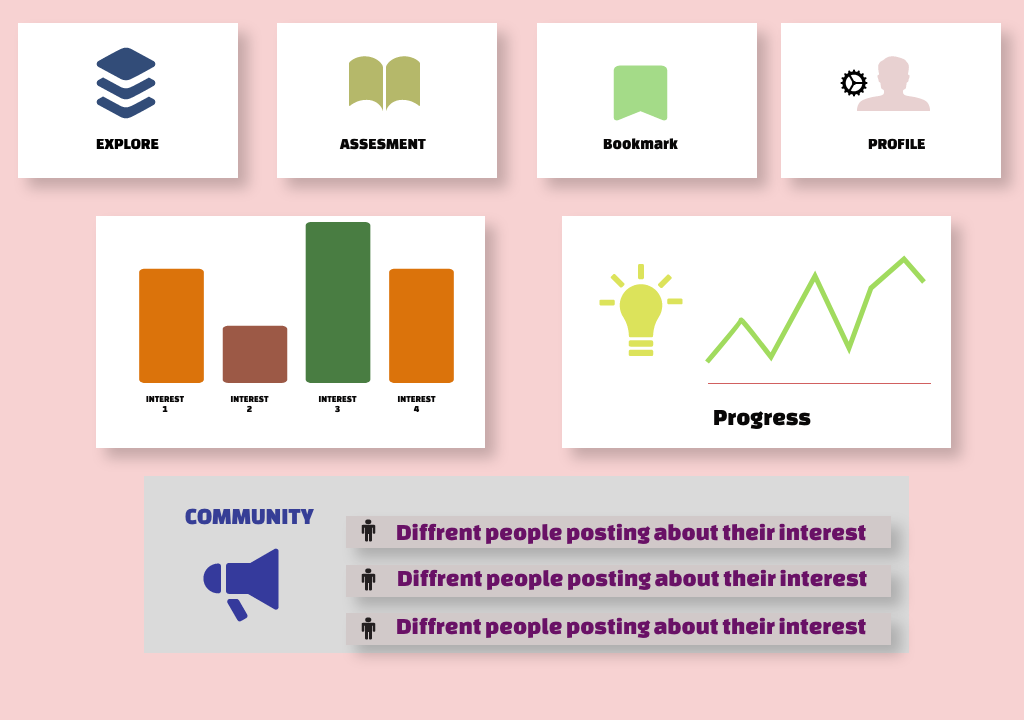 EXPLORE
ASSESMENT
Bookmark
PROFILE
INTEREST
1
INTEREST
2
INTEREST
3
INTEREST
4
Progress
COMMUNITY
Diffrent people posting about their interest
Diffrent people posting about their interest
Diffrent people posting about their interest